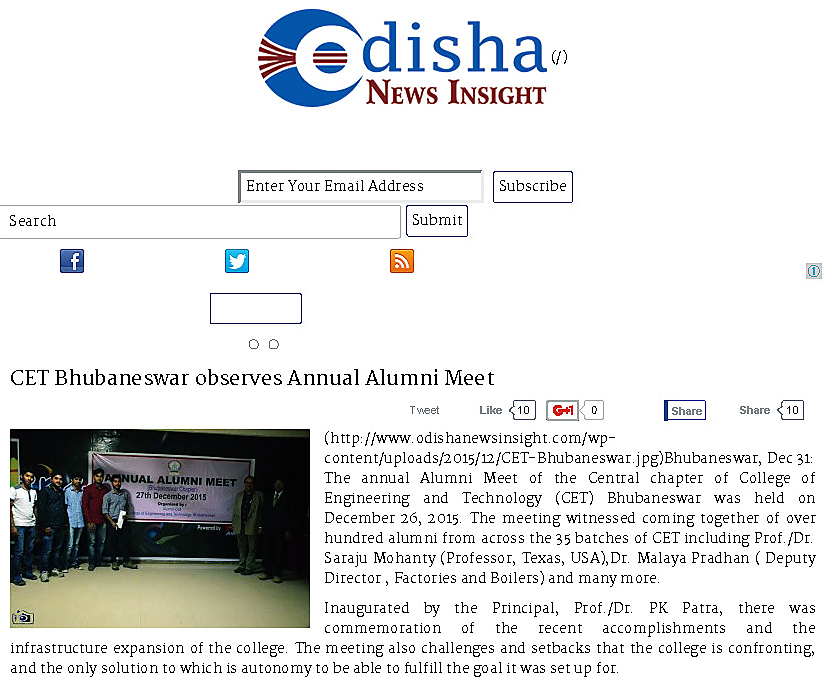 Odisha
NEWS INSIGHT
(/)
Enter Your Email Address
Subscribe
Search
Submit
CET Bhubaneswar observes Annual Alumni Meet
Tweet
Like 10
G+1 0
Share
Share 10
ANNUAL ALUMNI MEET
(Bhubaneswar Chapter)
27th December 2015
Organised by :
Powered by
(http://www.odishanewsinsight.com/wp-
content/uploads/2015/12/CET-Bhubaneswar.jpg)Bhubaneswar, Dec 31:
The annual Alumni Meet of the Central chapter of College of
Engineering and Technology (CET) Bhubaneswar was held on
December 26, 2015. The meeting witnessed coming together of over
hundred alumni from across the 35 batches of CET including Prof./Dr.
Saraju Mohanty (Professor, Texas, USA),Dr. Malaya Pradhan ( Deputy
Director , Factories and Boilers) and many more.
Inaugurated by the Principal, Prof./Dr. PK Patra, there was
commemoration of the recent accomplishments and the
infrastructure expansion of the college. The meeting also challenges and setbacks that the college is confronting,
and the only solution to which is autonomy to be able to fulfill the goal it was set up for.